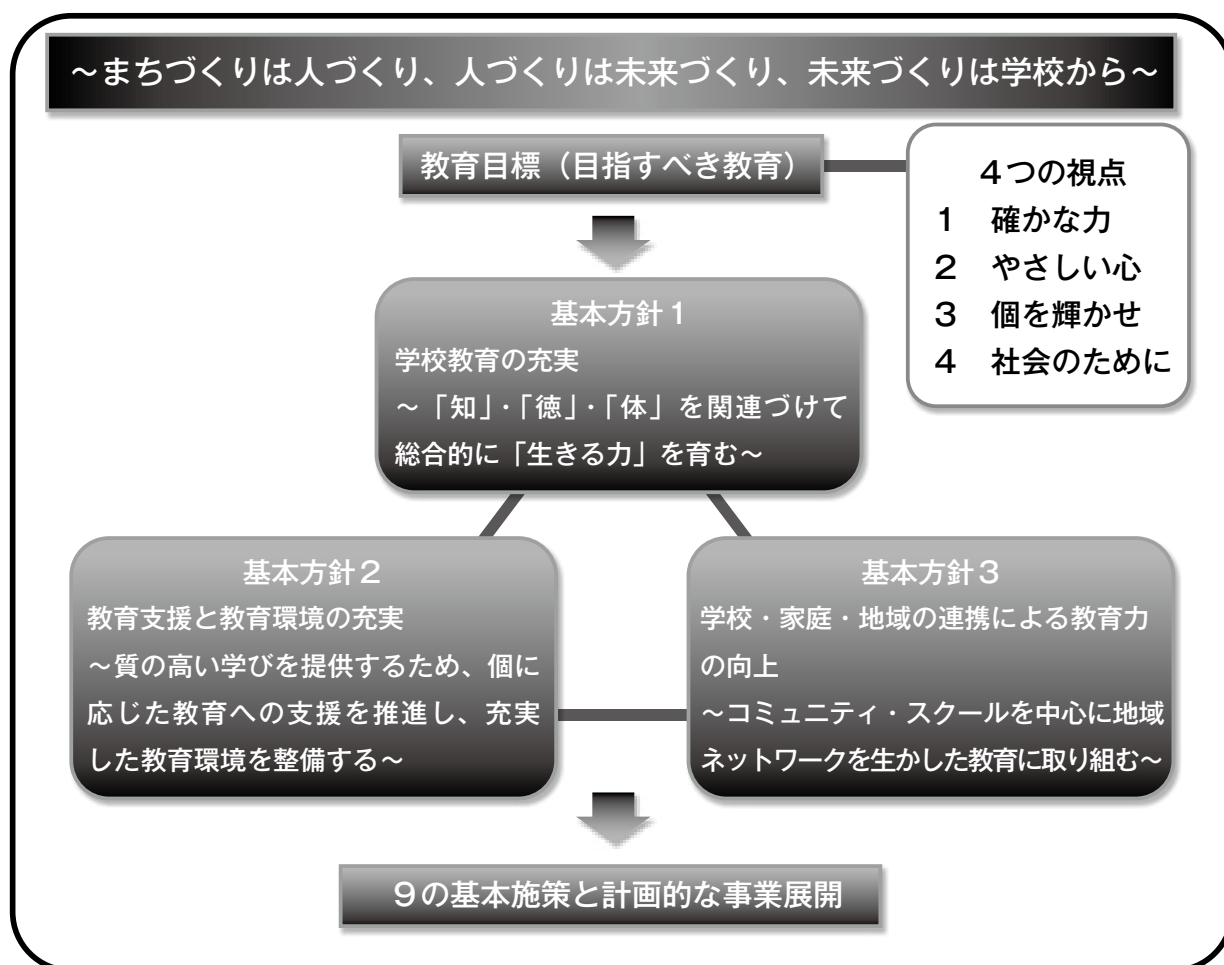 ～まちづくりは人づくり、人づくりは未来づくり、未来づくりは学校から～
教育目標（目指すべき教育）
４つの視点
１　確かな力
２　やさしい心
３　個を輝かせ
４　社会のために
基本方針１
学校教育の充実
～「知」・「徳」・「体」を関連づけて
総合的に「生きる力」を育む～
基本方針２
教育支援と教育環境の充実
～質の高い学びを提供するため、個に
応じた教育への支援を推進し、充実
した教育環境を整備する～
基本方針３
学校・家庭・地域の連携による教育力
の向上
～コミュニティ・スクールを中心に地域
ネットワークを生かした教育に取り組む～
９の基本施策と計画的な事業展開